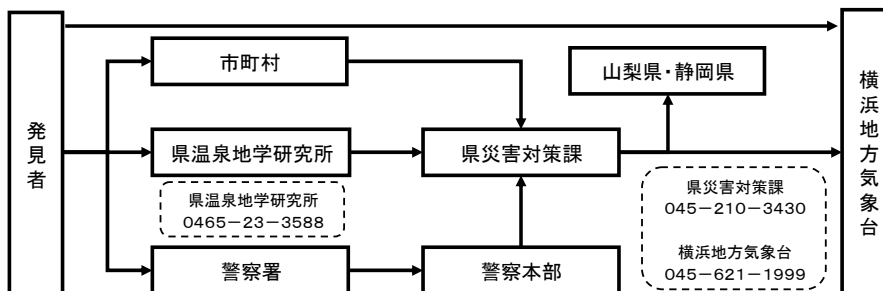 発見者
市町村
山梨県・静岡県
県温泉地学研究所
県災害対策課
県温泉地学研究所
0465－23－3588
県災害対策課
045－210－3430
横浜地方気象台
045－621－1999
警察署
警察本部
横浜地方気象台